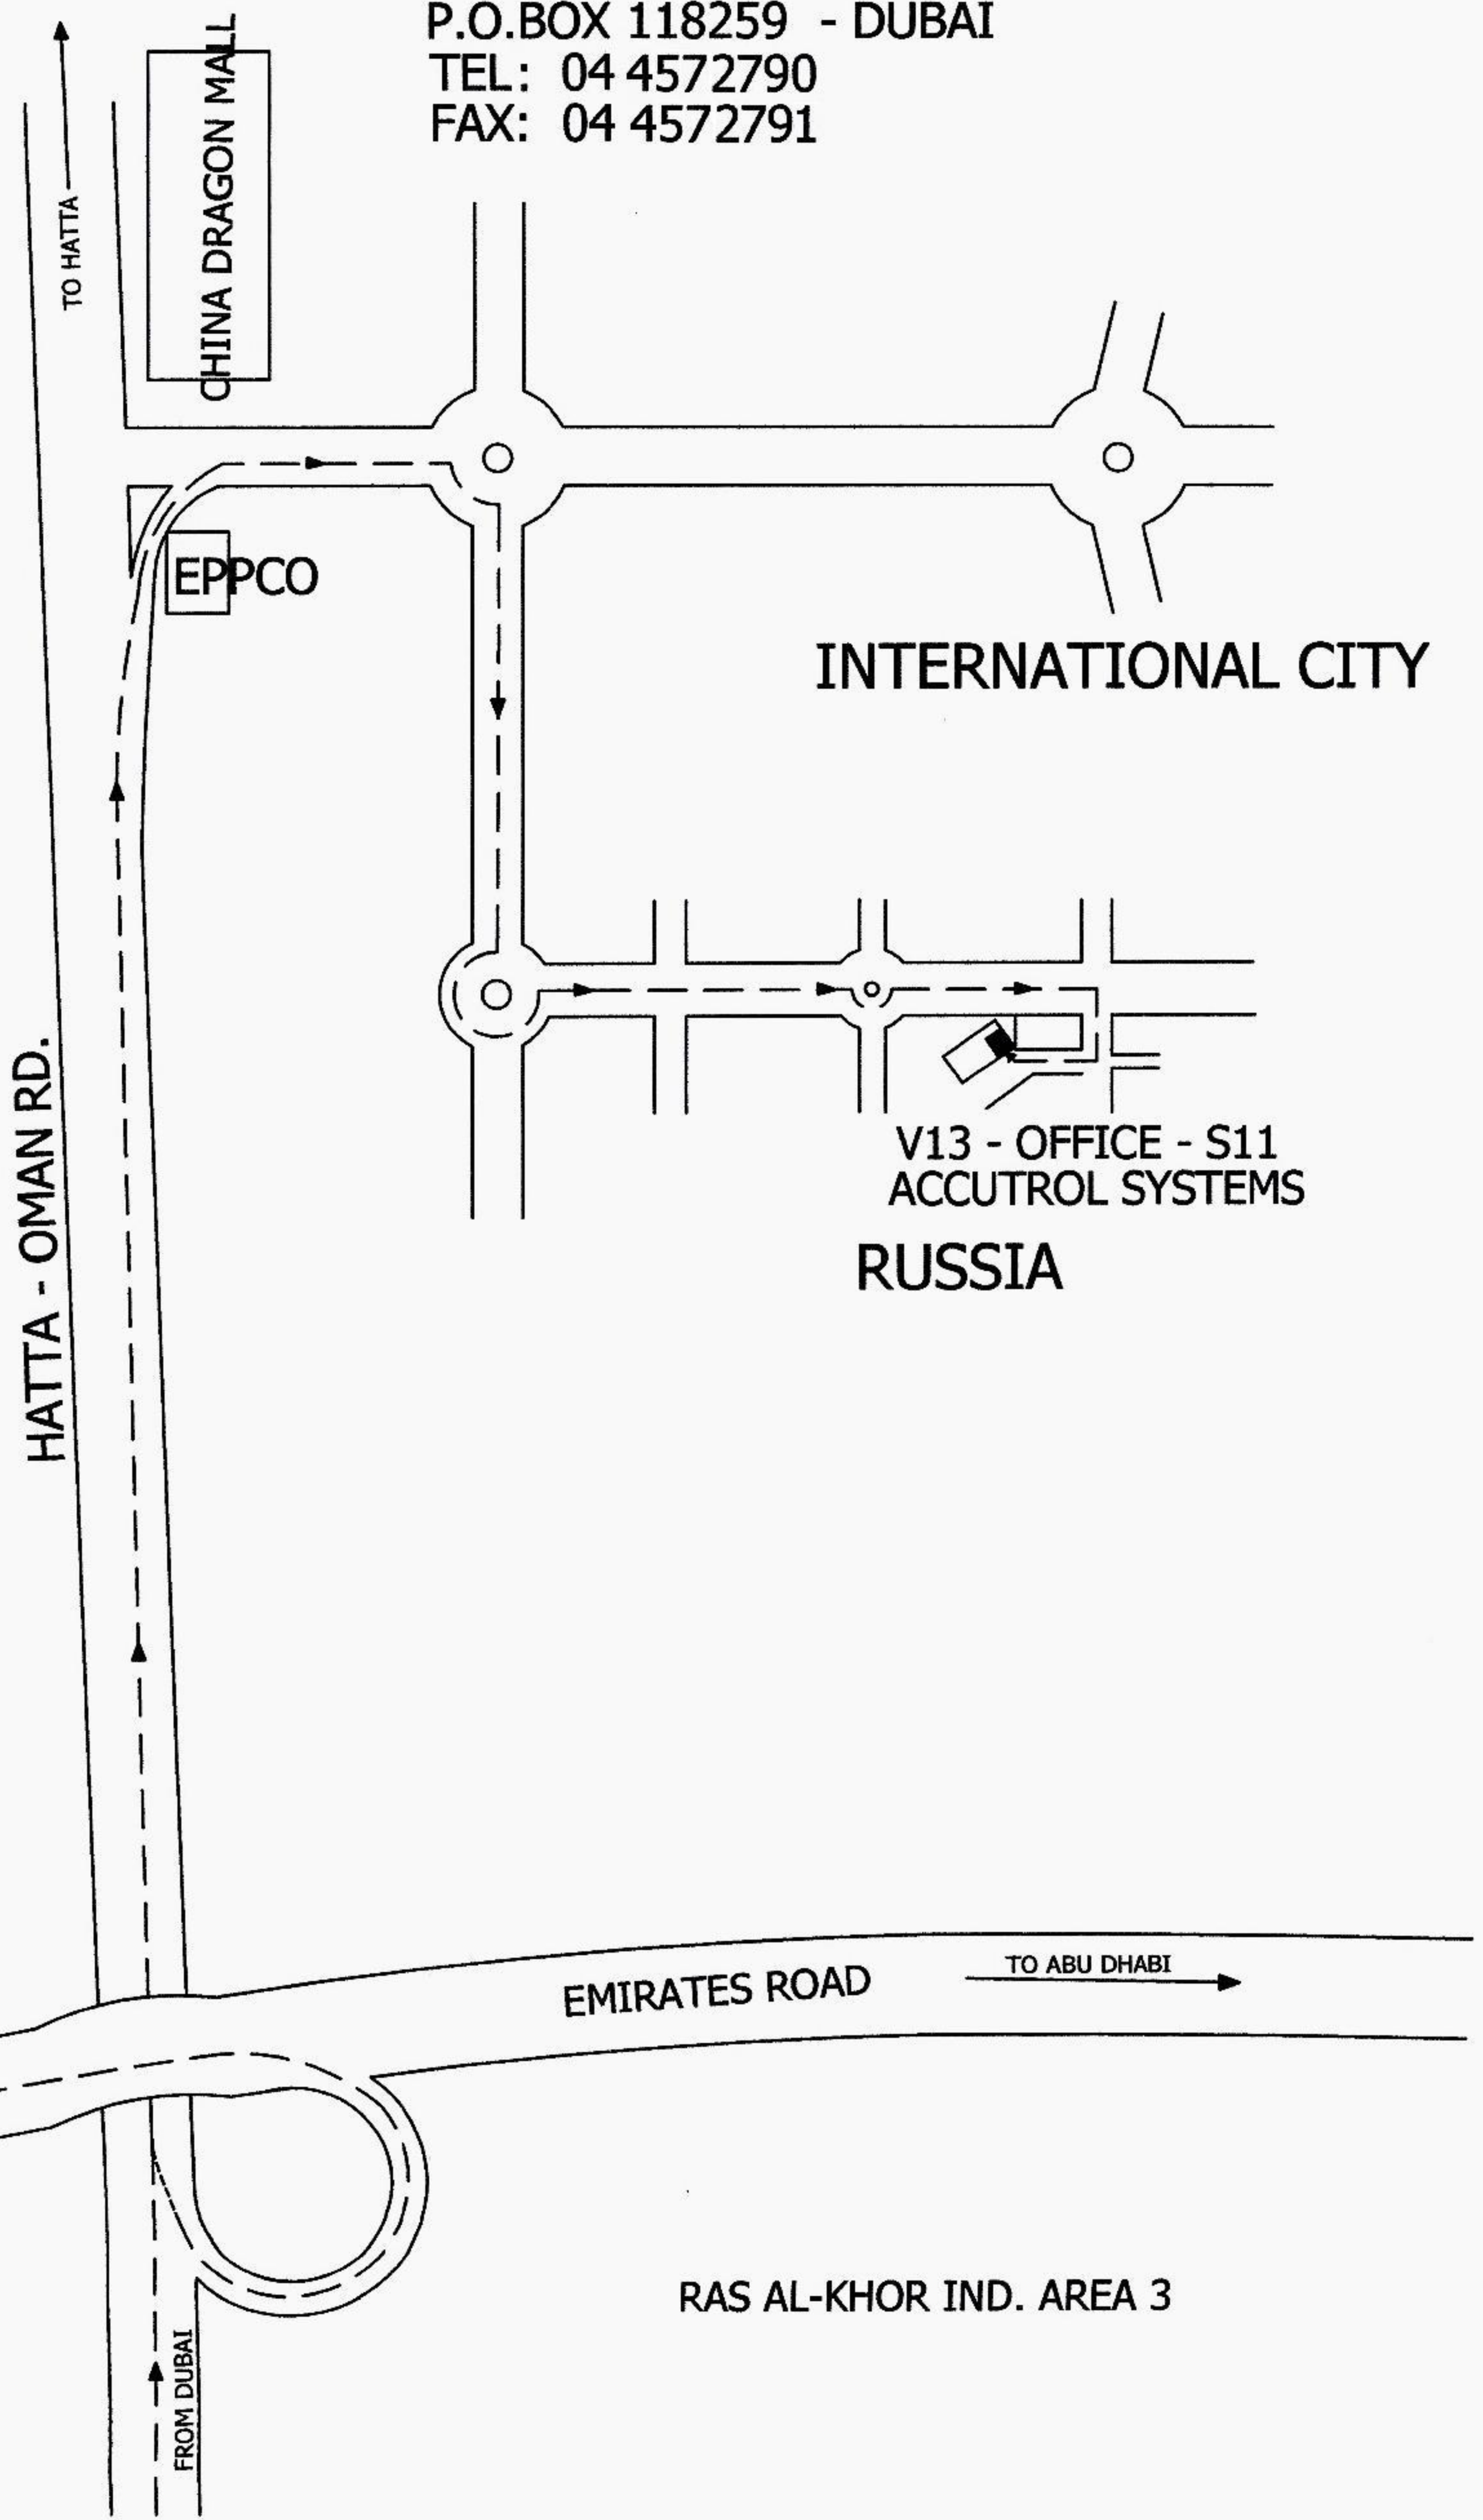 P.O.BOX 118259 - DUBAI
TEL: 04 4572790
FAX: 04 4572791
CHINA DRAGON MALL
TO HATTA
EPPCO
INTERNATIONAL CITY
V13 - OFFICE - S11
ACCUTROL SYSTEMS
RUSSIA
HATTA - OMAN RD.
EMIRATES ROAD
TO ABU DHABI
RAS AL-KHOR IND. AREA 3
FROM DUBAI